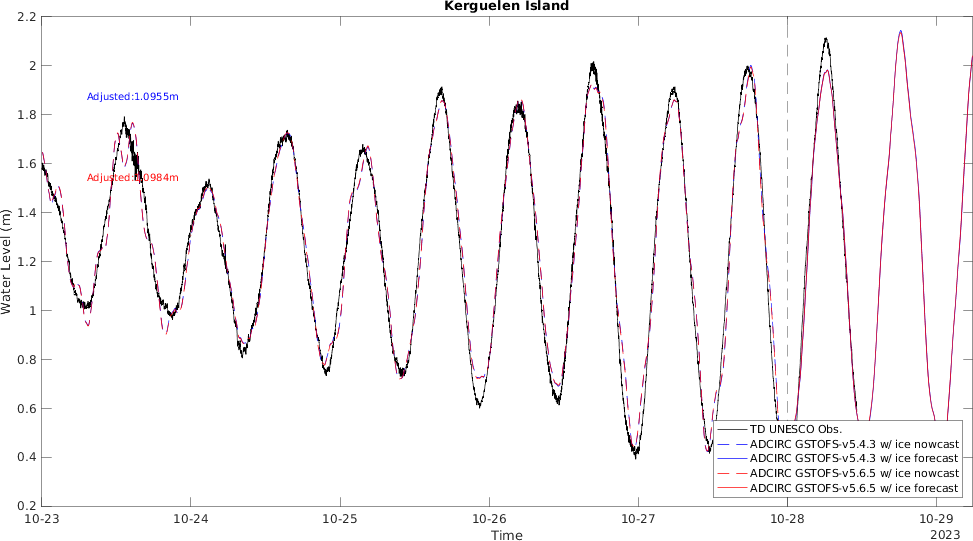 Kerguelen Island
2.2
2
1.8
1.6
1.4
1.2
1
0.8
0.6
0.4
0.2
Water Level (m)
Adjusted:1.0955m
Adjusted:1.0984m
TD UNESCO Obs.
ADCIRC GSTOFS-v5.4.3 w/ ice nowcast
ADCIRC GSTOFS-v5.4.3 w/ ice forecast
ADCIRC GSTOFS-v5.6.5 w/ ice nowcast
ADCIRC GSTOFS-v5.6.5 w/ ice forecast
10-23 10-24 10-25 10-26 10-27 10-28 10-29
Time
2023